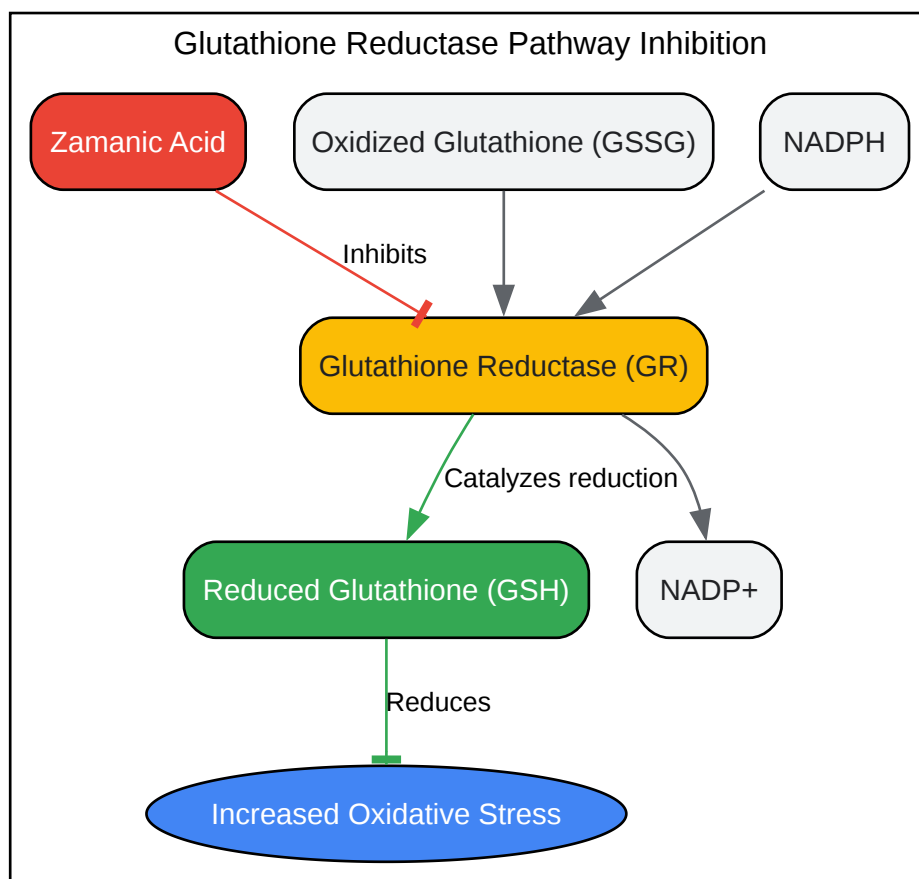 Glutathione Reductase Pathway Inhibition
Zamanic Acid
Oxidized Glutathione (GSSG)
NADPH
Inhibits
Glutathione Reductase (GR)
Catalyzes reduction
Reduced Glutathione (GSH)
NADP+
Reduces
Increased Oxidative Stress